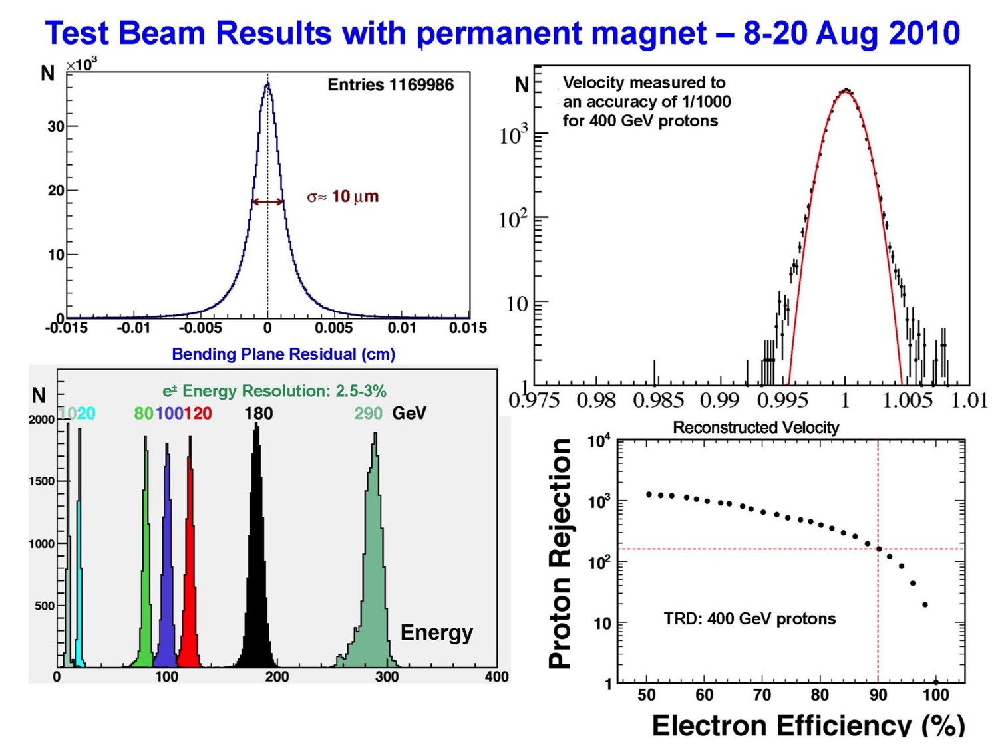 Test Beam Results with permanent magnet – 8-20 Aug 2010
N
×10³
Entries 1169986
30
20
10
0
σ≈ 10 μm
-0.015 -0.01 -0.005 0 0.005 0.01 0.015
Bending Plane Residual (cm)
N
Velocity measured to
an accuracy of 1/1000
for 400 GeV protons
10³
10²
10
1
0.975 0.98 0.985 0.99 0.995 1 1.005 1.01
Reconstructed Velocity
N
e± Energy Resolution: 2.5-3%
10 20 80 100 120 180 290 GeV
2000
1500
1000
500
Energy
0 100 200 300 400
Proton Rejection
10⁴
10³
10²
10
1
TRD: 400 GeV protons
50 60 70 80 90 100
Electron Efficiency (%)